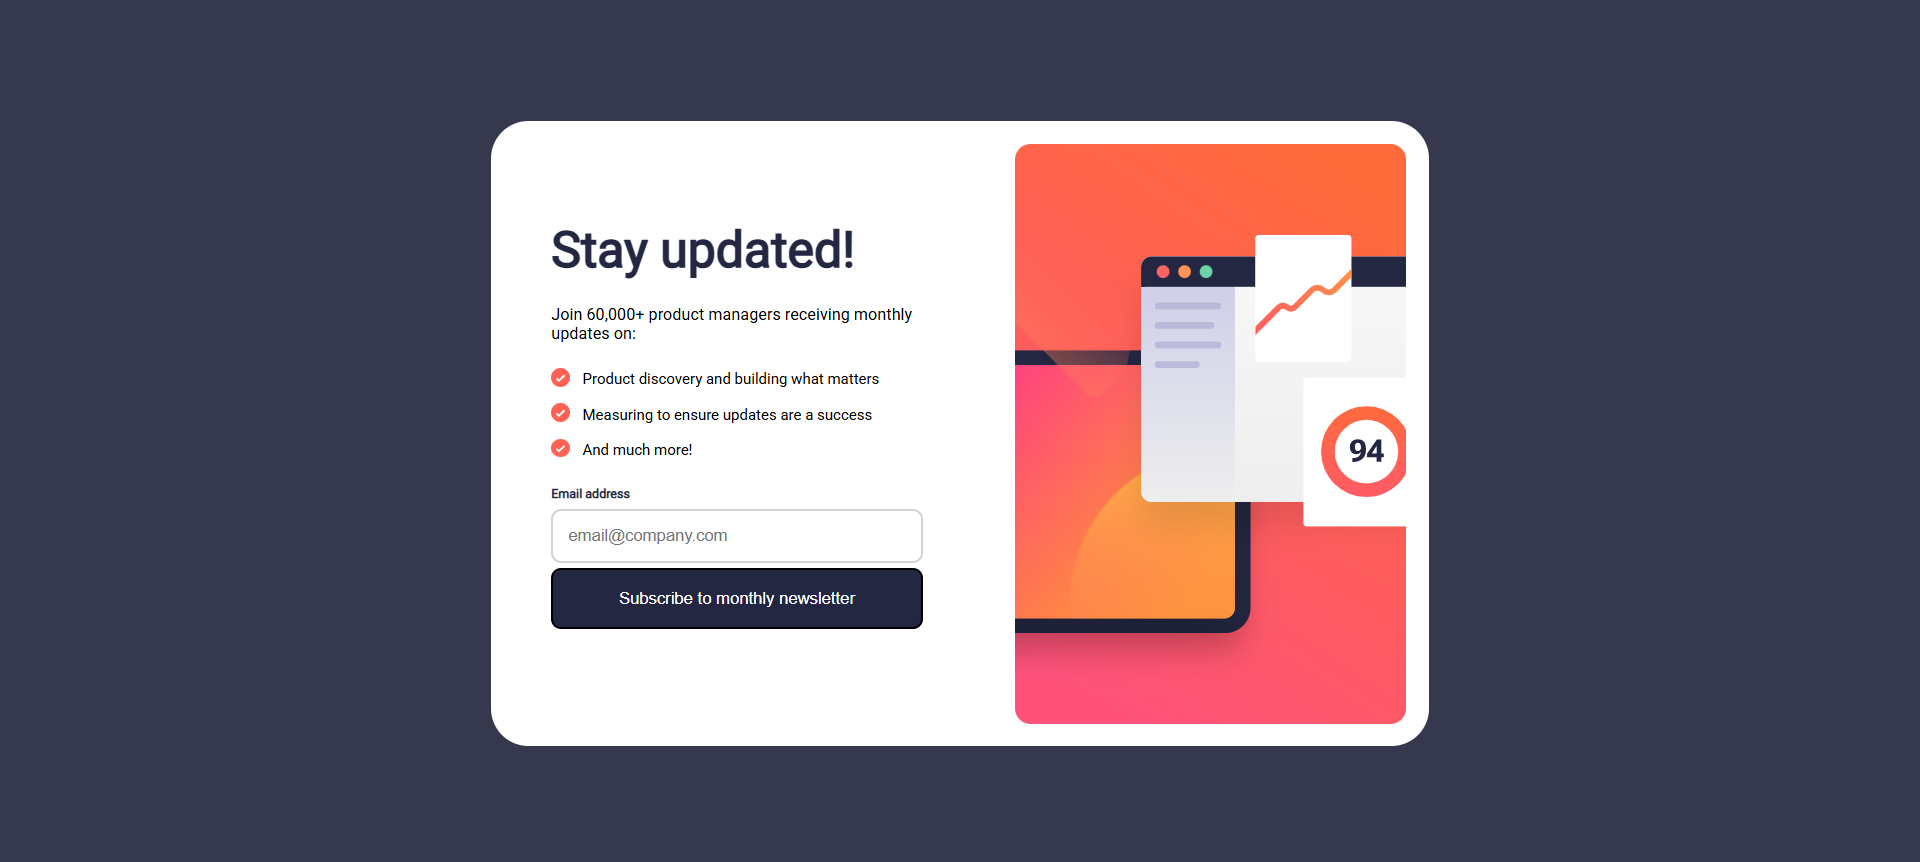 Stay updated!
Join 60,000+ product managers receiving monthly
updates on:
Product discovery and building what matters
Measuring to ensure updates are a success
And much more!
Email address
email@company.com
Subscribe to monthly newsletter
94